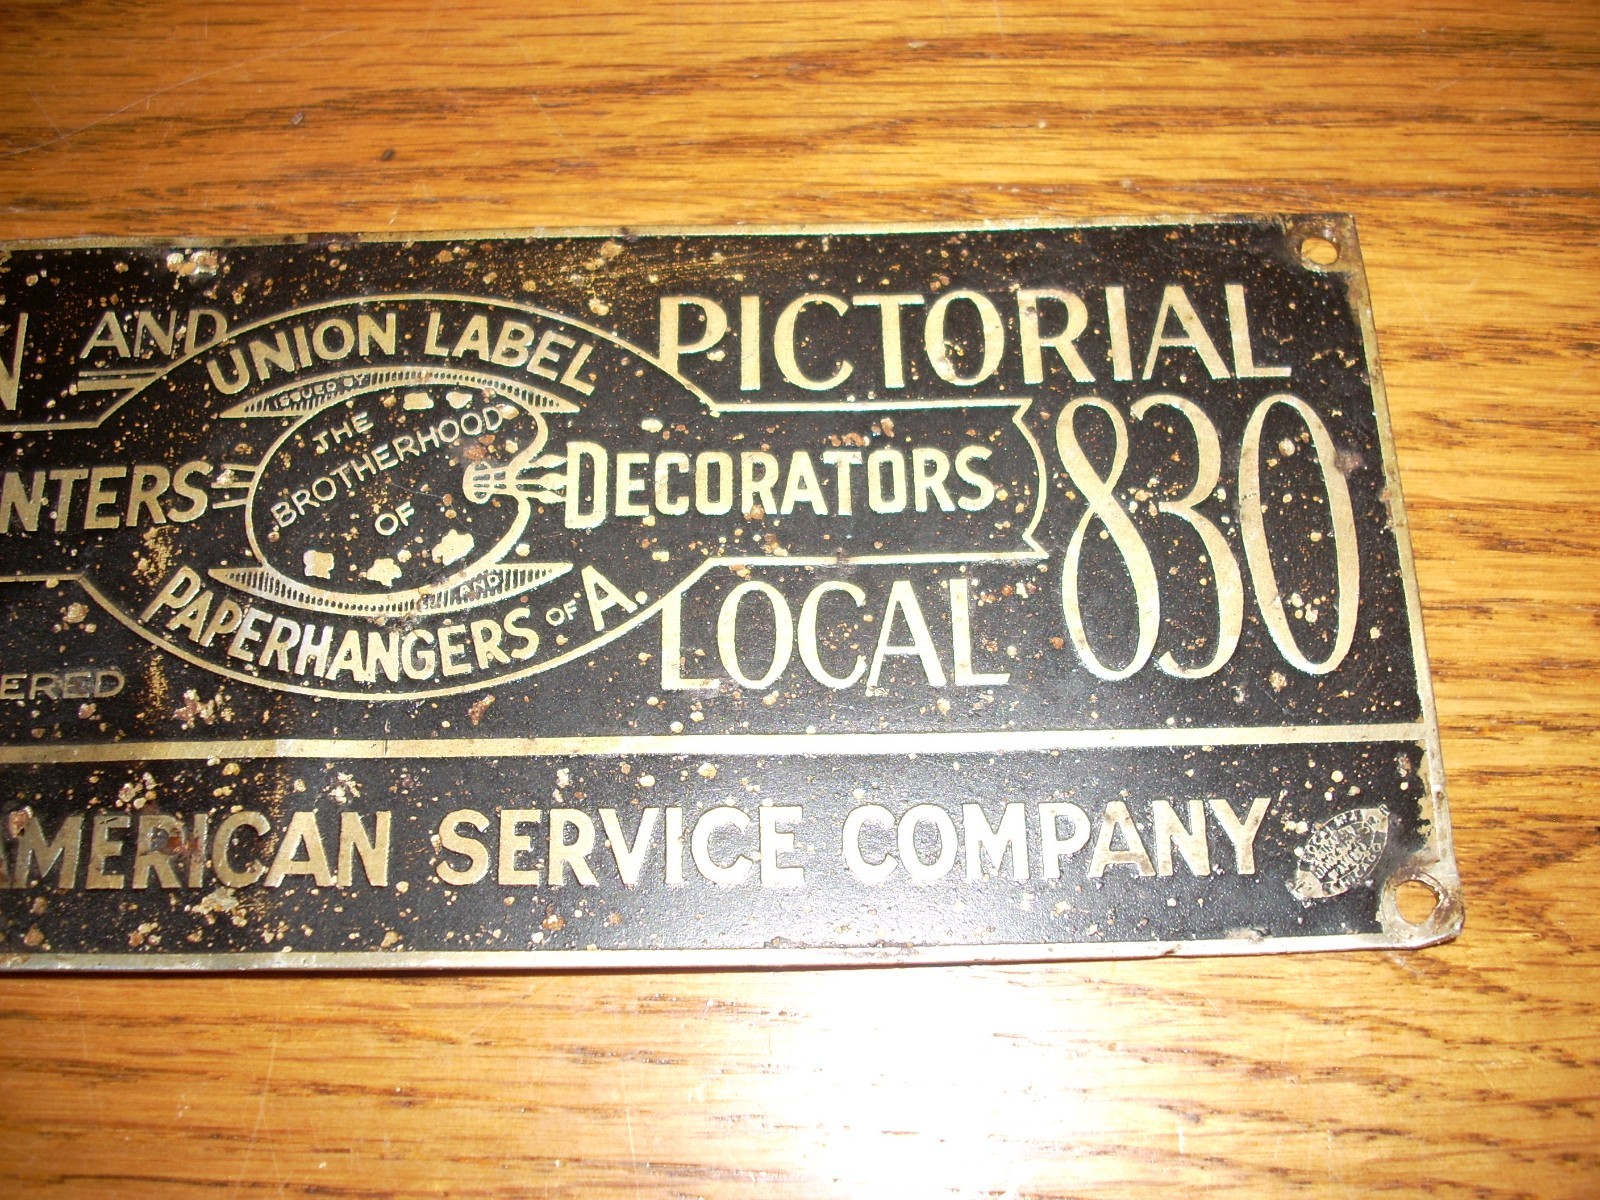 N AND
UNION LABEL
PICTORIAL
ISSUED BY
THE
BROTHERHOOD
OF
NTERS
DECORATORS
830
AND
PAPERHANGERS OF A.
LOCAL
ERED
AMERICAN SERVICE COMPANY